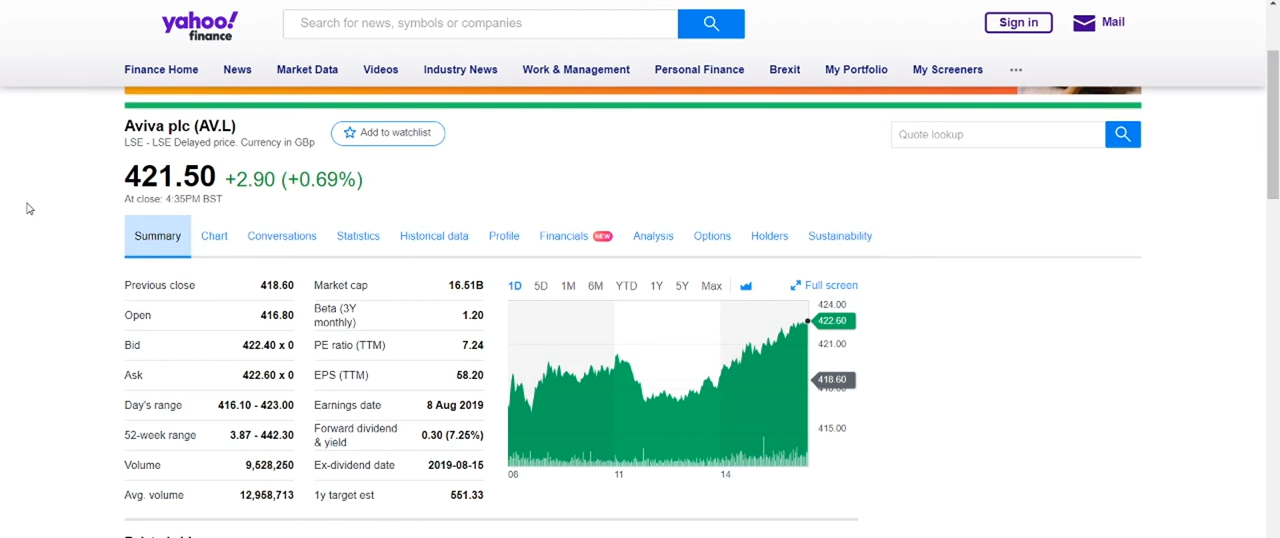 yahoo!
finance
Search for news, symbols or companies
Sign in
Mail
Finance Home News Market Data Videos Industry News Work & Management Personal Finance Brexit My Portfolio My Screeners ...
Aviva plc (AV.L)
Add to watchlist
LSE - LSE Delayed price. Currency in GBp
Quote lookup
421.50 +2.90 (+0.69%)
At close: 4:35PM BST
Summary Chart Conversations Statistics Historical data Profile Financials NEW Analysis Options Holders Sustainability
Previous close 418.60
Open 416.80
Bid 422.40 x 0
Ask 422.60 x 0
Day's range 416.10 - 423.00
52-week range 3.87 - 442.30
Volume 9,528,250
Avg. volume 12,958,713
Market cap 16.51B
Beta (3Y
monthly) 1.20
PE ratio (TTM) 7.24
EPS (TTM) 58.20
Earnings date 8 Aug 2019
Forward dividend
& yield 0.30 (7.25%)
Ex-dividend date 2019-08-15
1y target est 551.33
1D 5D 1M 6M YTD 1Y 5Y Max
Full screen
424.00
422.60
421.00
418.60
415.00
06 11 14